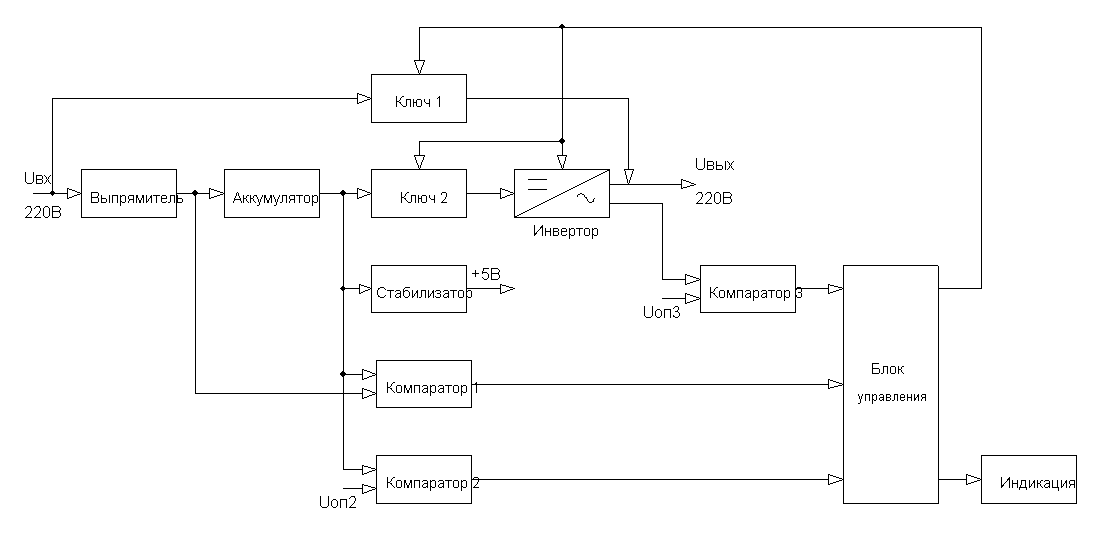 Ключ 1
Uвх
220В
Выпрямитель
Аккумулятор
Ключ 2
Инвертор
Uвых
220В
Стабилизатор
+5В
Uоп3
Компаратор 3
Компаратор 1
Блок
управления
Компаратор 2
Uоп2
Индикация